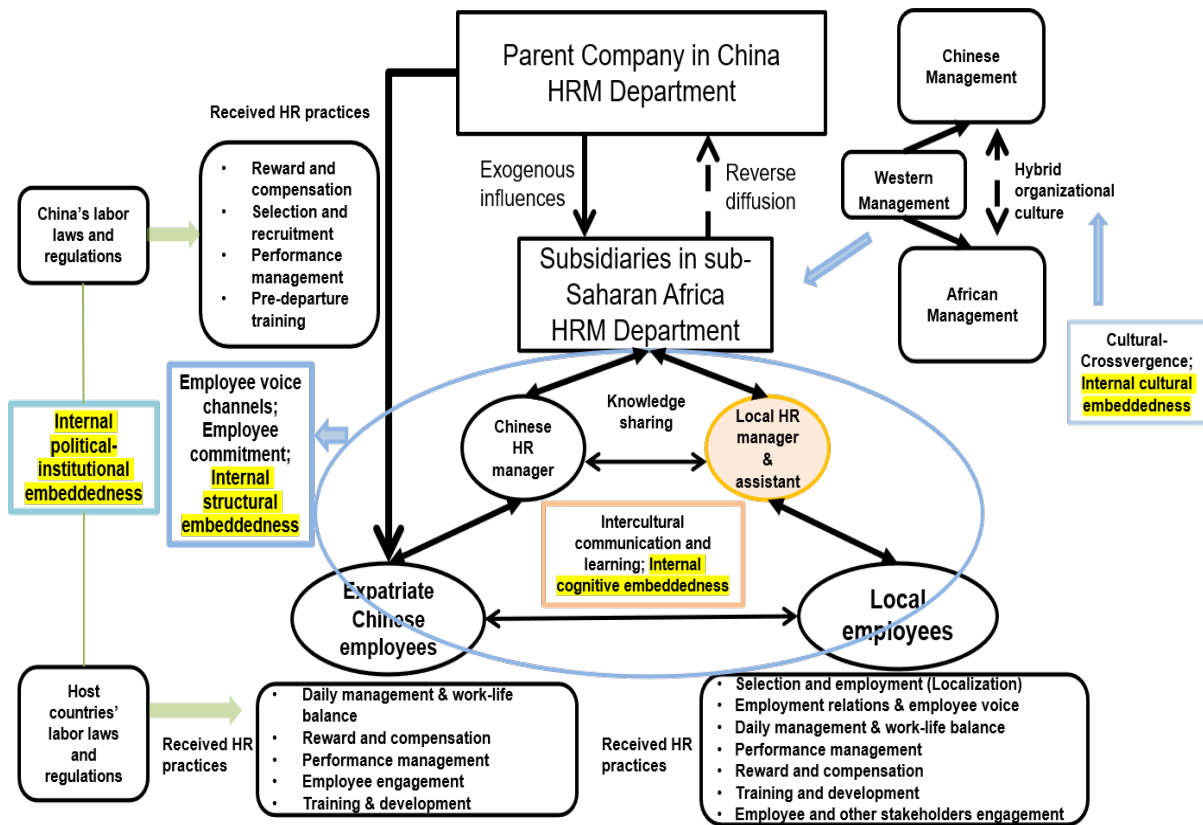 Parent Company in China
HRM Department
Chinese
Management
Received HR practices
• Reward and
compensation
• Selection and
recruitment
• Performance
management
• Pre-departure
training
China's labor
laws and
regulations
Exogenous
influences
Reverse
diffusion
Western
Management
Hybrid
organizational
culture
Subsidiaries in sub-
Saharan Africa
HRM Department
African
Management
Cultural-
Crossvergence;
Internal cultural
embeddedness
Internal
political-
institutional
embeddedness
Employee voice
channels;
Employee
commitment;
Internal
structural
embeddedness
Chinese
HR
manager
Knowledge
sharing
Local HR
manager
&
assistant
Intercultural
communication and
learning; Internal
cognitive embeddedness
Expatriate
Chinese
employees
Local
employees
Host
countries'
labor laws
and
regulations
Received HR
practices
• Daily management & work-life
balance
• Reward and compensation
• Performance management
• Employee engagement
• Training & development
Received HR
practices
• Selection and employment (Localization)
• Employment relations & employee voice
• Daily management & work-life balance
• Performance management
• Reward and compensation
• Training and development
• Employee and other stakeholders engagement